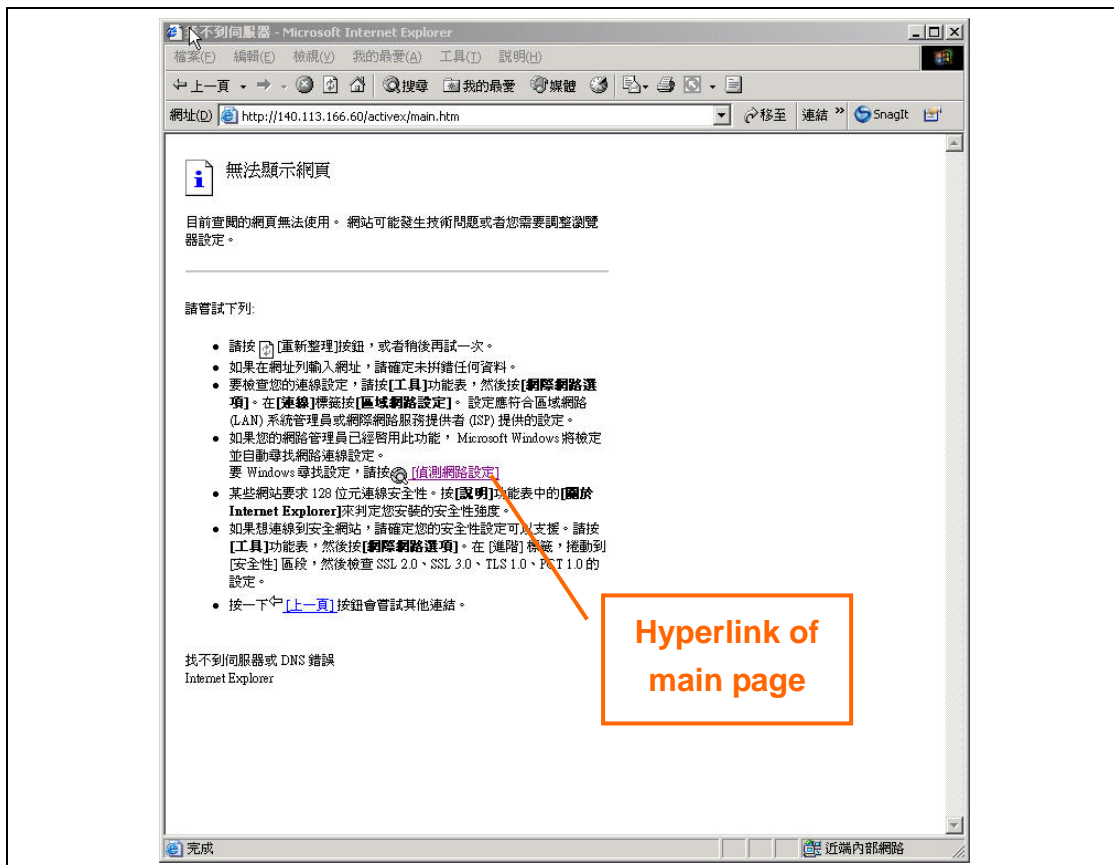 找不到伺服器 - Microsoft Internet Explorer
檔案(F) 編輯(E) 檢視(V) 我的最愛(A) 工具(T) 說明(H)
上一頁 搜尋 我的最愛 媒體
網址(D) http://140.113.166.60/activex/main.htm 移至 連結 » SnagIt
無法顯示網頁
目前查閱的網頁無法使用。 網站可能發生技術問題或者您需要調整瀏覽
器設定。
請嘗試下列:
• 請按 [重新整理]按鈕，或者稍後再試一次。
• 如果在網址列輸入網址，請確定未拼錯任何資料。
• 要檢查您的連線設定，請按[工具]功能表，然後按[網際網路選
項]。在[連線]標籤按[區域網路設定]。 設定應符合區域網路
(LAN) 系統管理員或網際網路服務提供者 (ISP) 提供的設定。
• 如果您的網路管理員已經啓用此功能， Microsoft Windows 將檢定
並自動尋找網路連線設定。
要 Windows 尋找設定，請按 [偵測網路設定]
• 某些網站要求 128 位元連線安全性。按[說明]功能表中的[關於
Internet Explorer]來判定您安裝的安全性強度。
• 如果想連線到安全網站，請確定您的安全性設定可以支援。請按
[工具]功能表，然後按[網際網路選項]。在 [進階] 標籤，捲動到
[安全性] 區段，然後檢查 SSL 2.0、SSL 3.0、TLS 1.0、PCT 1.0 的
設定。
• 按一下 [上一頁] 按鈕會嘗試其他連結。
Hyperlink of
main page
找不到伺服器或 DNS 錯誤
Internet Explorer
完成 近端內部網路